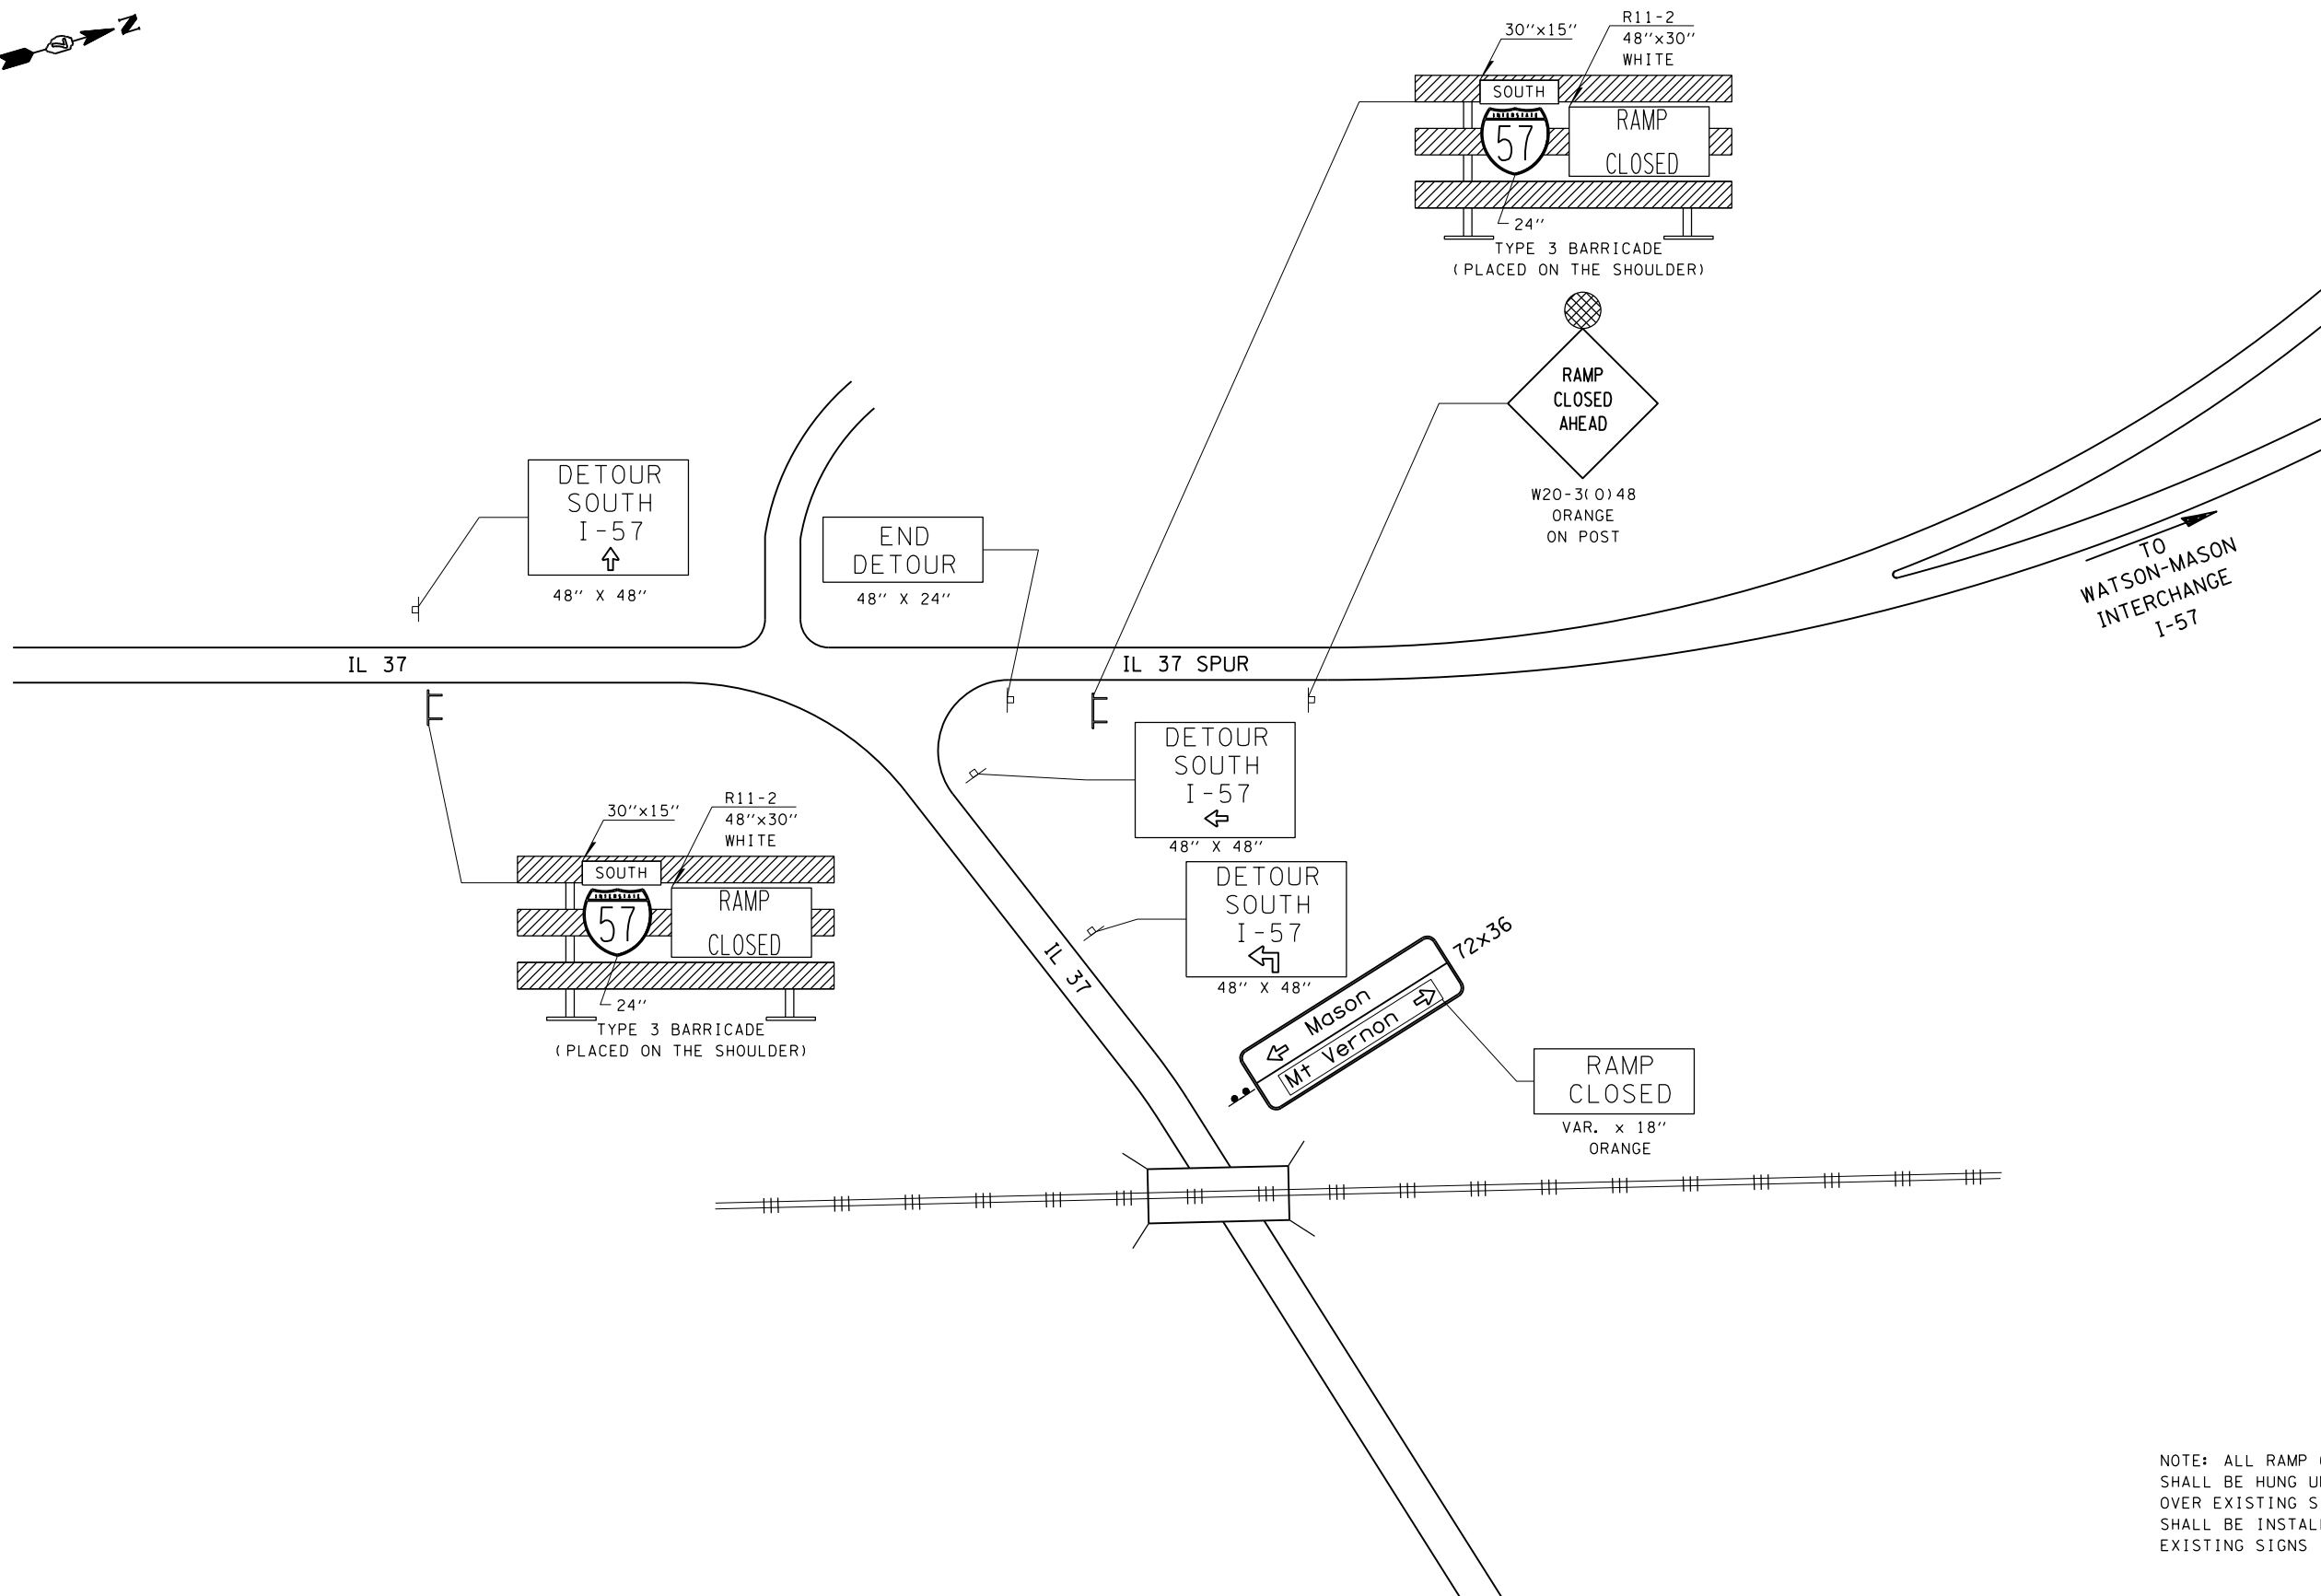 N
30"x15"
R11-2
48"x30"
WHITE
SOUTH
INTERSTATE
57
RAMP
CLOSED
24"
TYPE 3 BARRICADE
(PLACED ON THE SHOULDER)
RAMP
CLOSED
AHEAD
W20-3(O)48
ORANGE
ON POST
DETOUR
SOUTH
I-57
48" X 48"
END
DETOUR
48" X 24"
TO
WATSON-MASON
INTERCHANGE
I-57
IL 37
IL 37 SPUR
DETOUR
SOUTH
I-57
48" X 48"
30"x15"
R11-2
48"x30"
WHITE
SOUTH
INTERSTATE
57
RAMP
CLOSED
24"
TYPE 3 BARRICADE
(PLACED ON THE SHOULDER)
DETOUR
SOUTH
I-57
48" X 48"
IL 37
72x36
Mason
Mt Vernon
RAMP
CLOSED
VAR. x 18"
ORANGE
NOTE: ALL RAMP
SHALL BE HUNG
OVER EXISTING
SHALL BE
EXISTING SIGNS